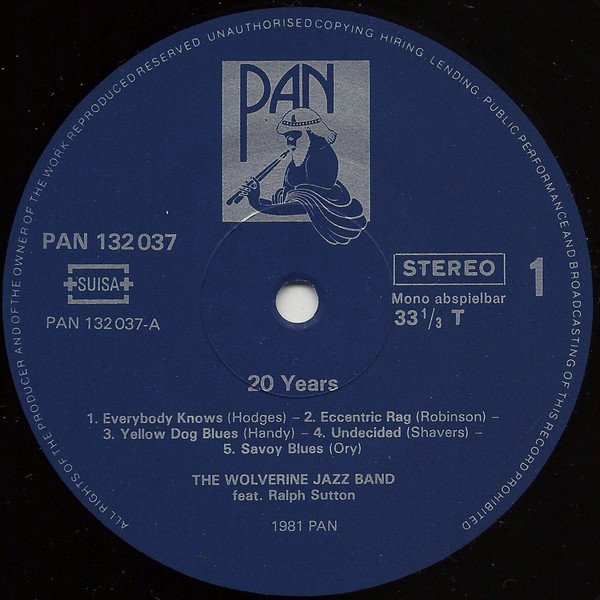 ALL RIGHTS OF THE PRODUCER AND OF THE OWNER OF THE WORK REPRODUCED RESERVED UNAUTHORISED COPYING, HIRING, LENDING, PUBLIC PERFORMANCE AND BROADCASTING OF THIS RECORD PROHIBITED
PAN
PAN 132 037
SUISA
PAN 132 037-A
STEREO
1
Mono abspielbar
33 1/3 T
20 Years
1. Everybody Knows (Hodges) – 2. Eccentric Rag (Robinson) –
3. Yellow Dog Blues (Handy) – 4. Undecided (Shavers) –
5. Savoy Blues (Ory)
THE WOLVERINE JAZZ BAND
feat. Ralph Sutton
1981 PAN